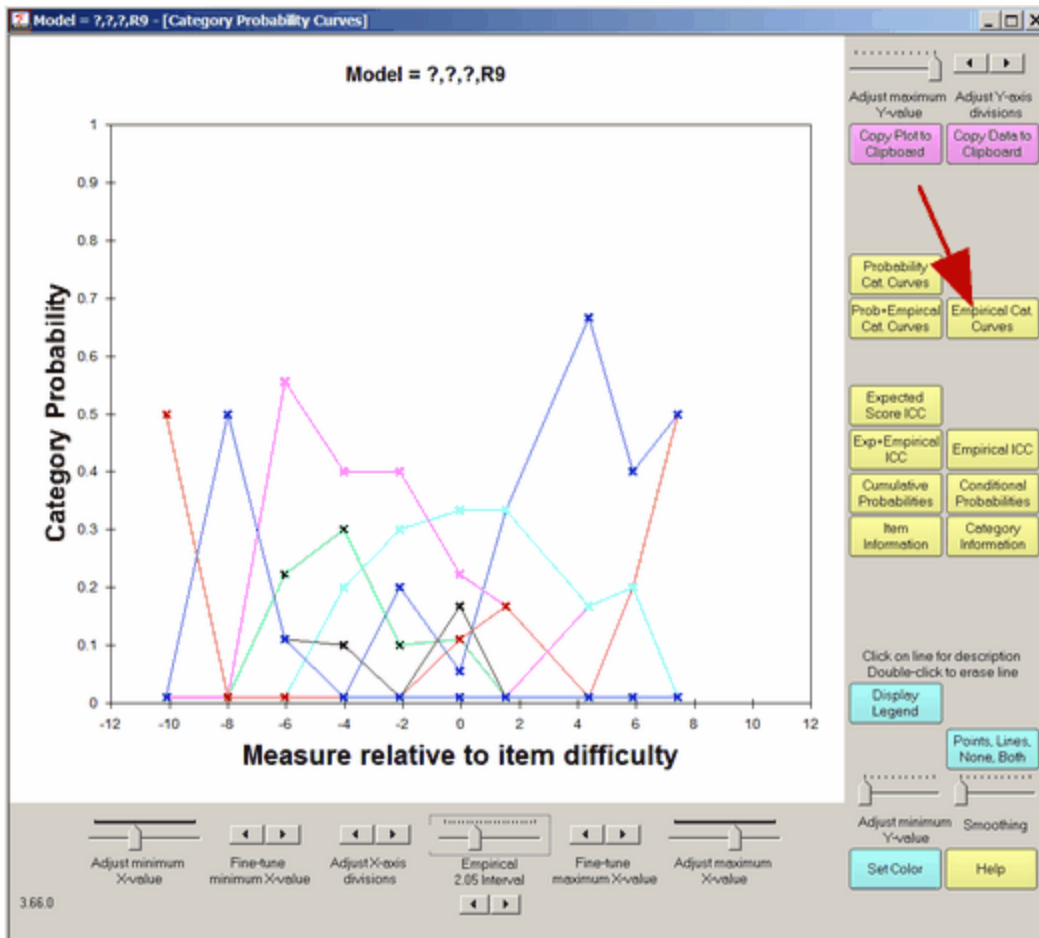 Model = ?,?,?,R9 - [Category Probability Curves]
Model = ?,?,?,R9
1
0.9
0.8
0.7
0.6
0.5
0.4
0.3
0.2
0.1
0
Category Probability
-12 -10 -8 -6 -4 -2 0 2 4 6 8 10 12
Measure relative to item difficulty
Adjust maximum
Y-value
Adjust Y-axis
divisions
Copy Plot to
Clipboard
Copy Data to
Clipboard
Probability
Cat. Curves
Prob+Empircal
Cat. Curves
Empirical Cat.
Curves
Expected
Score ICC
Exp+Empirical
ICC
Empirical ICC
Cumulative
Probabilities
Conditional
Probabilities
Item
Information
Category
Information
Click on line for description
Double-click to erase line
Display
Legend
Points, Lines,
None, Both
Adjust minimum
Y-value
Smoothing
Set Color
Help
Adjust minimum
X-value
Fine-tune
minimum X-value
Adjust X-axis
divisions
Empirical
2.05 Interval
Fine-tune
maximum X-value
Adjust maximum
X-value
3.66.0